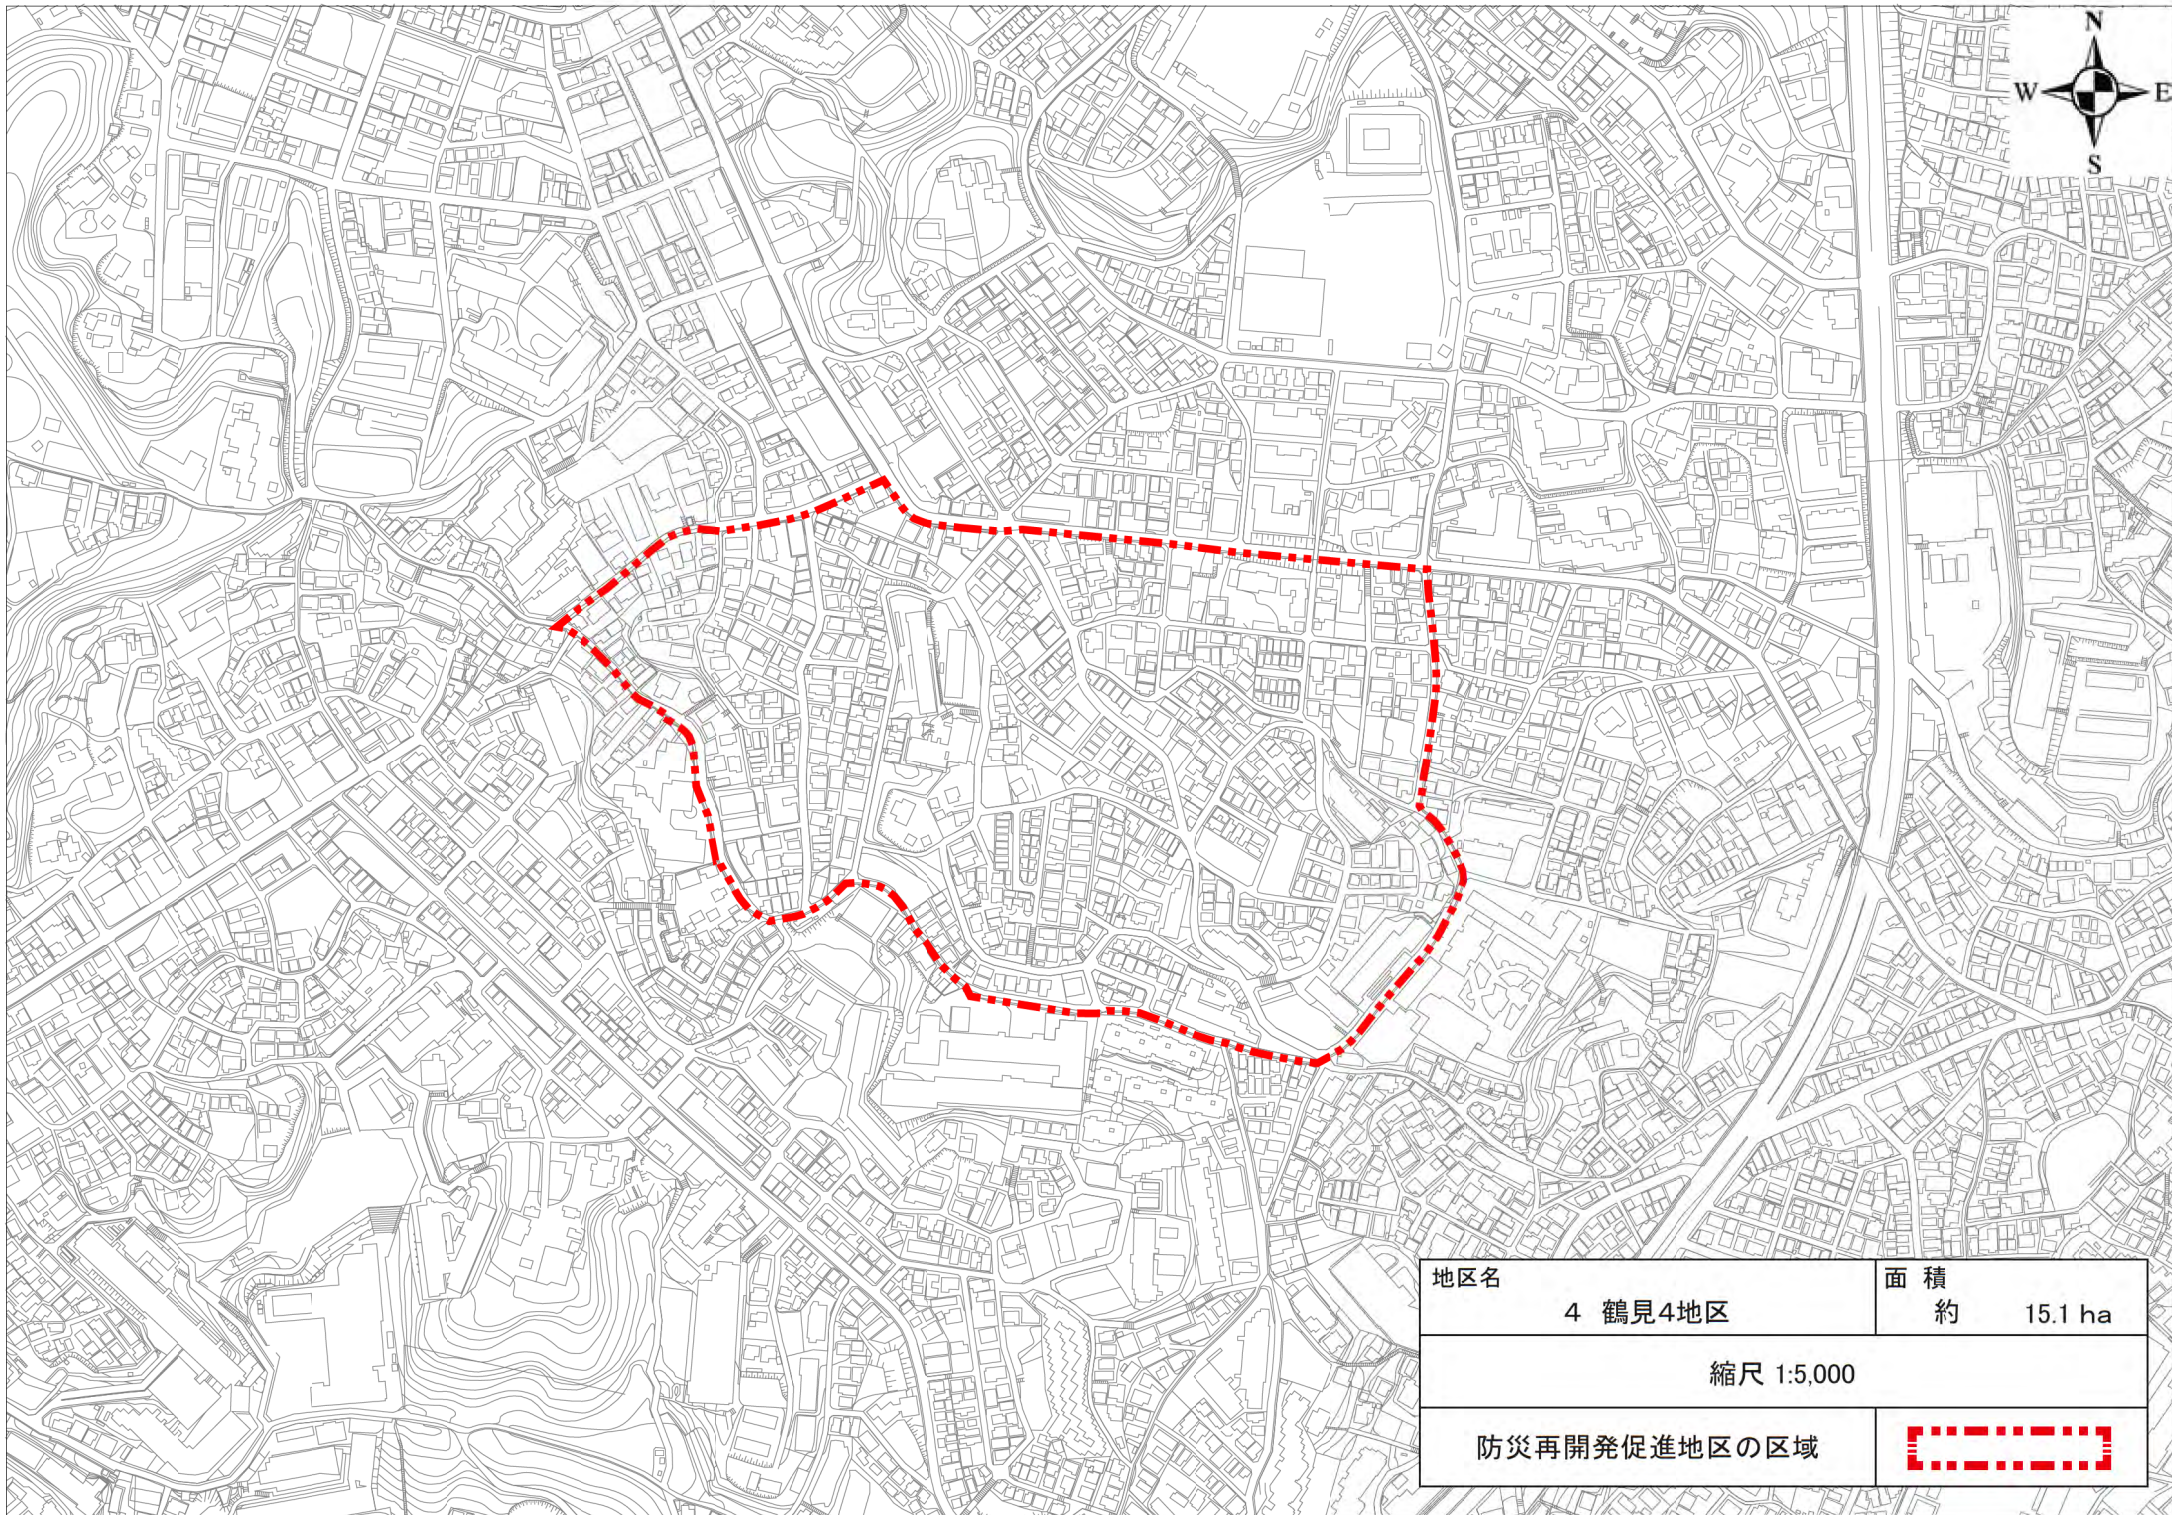 N
W E
S
地区名
4 鶴見4地区
面 積
約 15.1 ha
縮尺 1:5,000
防災再開発促進地区の区域